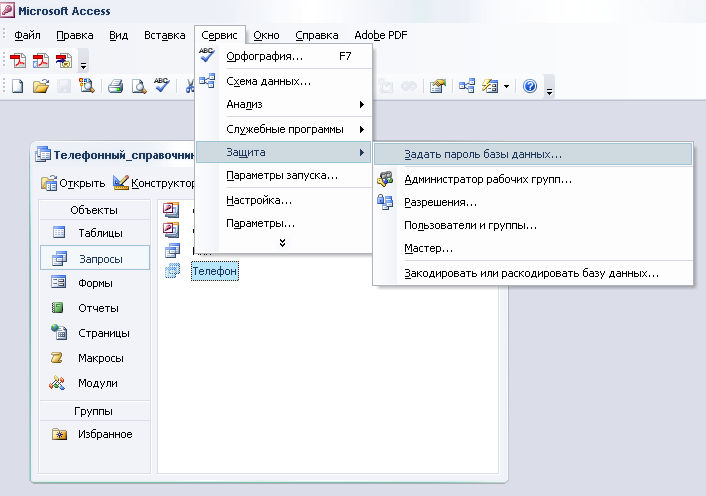 Microsoft Access
Файл Правка Вид Вставка Сервис Окно Справка Adobe PDF
Орфография... F7
Схема данных...
Анализ
Служебные программы
Защита
Параметры запуска...
Настройка...
Параметры...
Задать пароль базы данных...
Администратор рабочих групп...
Разрешения...
Пользователи и группы...
Мастер...
Закодировать или раскодировать базу данных...
Телефонный_справочник
Открыть Конструктор
Объекты
Таблицы
Запросы
Формы
Отчеты
Страницы
Макросы
Модули
Группы
Избранное
Телефон